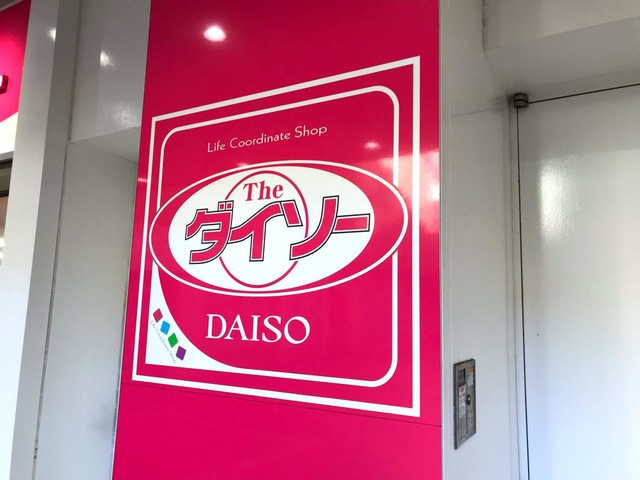 Life Coordinate Shop
The
ダイソー
DAISO